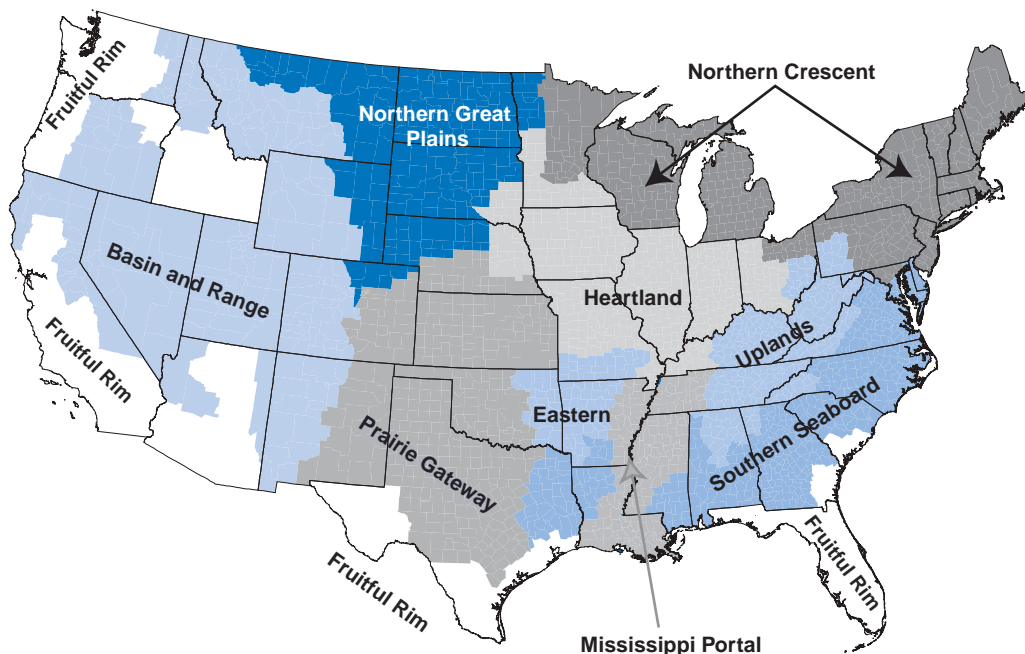 Fruitful Rim
Northern Crescent
Northern Great
Plains
Basin and Range
Heartland
Uplands
Fruitful Rim
Eastern
Southern Seaboard
Prairie Gateway
Fruitful Rim
Fruitful Rim
Mississippi Portal